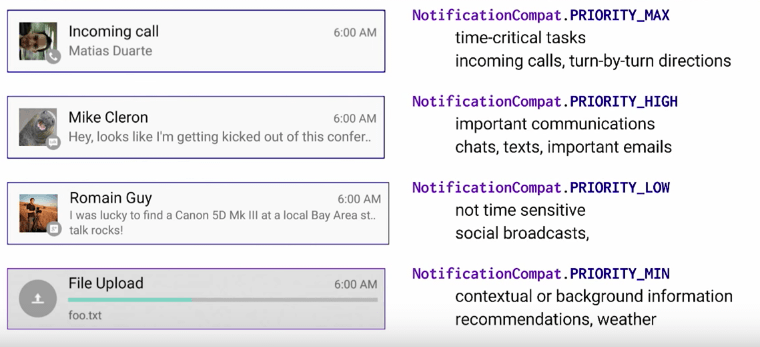 Incoming call 6:00 AM
Matias Duarte
NotificationCompat.PRIORITY_MAX
time-critical tasks
incoming calls, turn-by-turn directions
Mike Cleron 6:00 AM
Hey, looks like I'm getting kicked out of this confer..
NotificationCompat.PRIORITY_HIGH
important communications
chats, texts, important emails
Romain Guy 6:00 AM
I was lucky to find a Canon 5D Mk III at a local Bay Area st..
talk rocks!
NotificationCompat.PRIORITY_LOW
not time sensitive
social broadcasts,
File Upload 6:00 AM
foo.txt
NotificationCompat.PRIORITY_MIN
contextual or background information
recommendations, weather